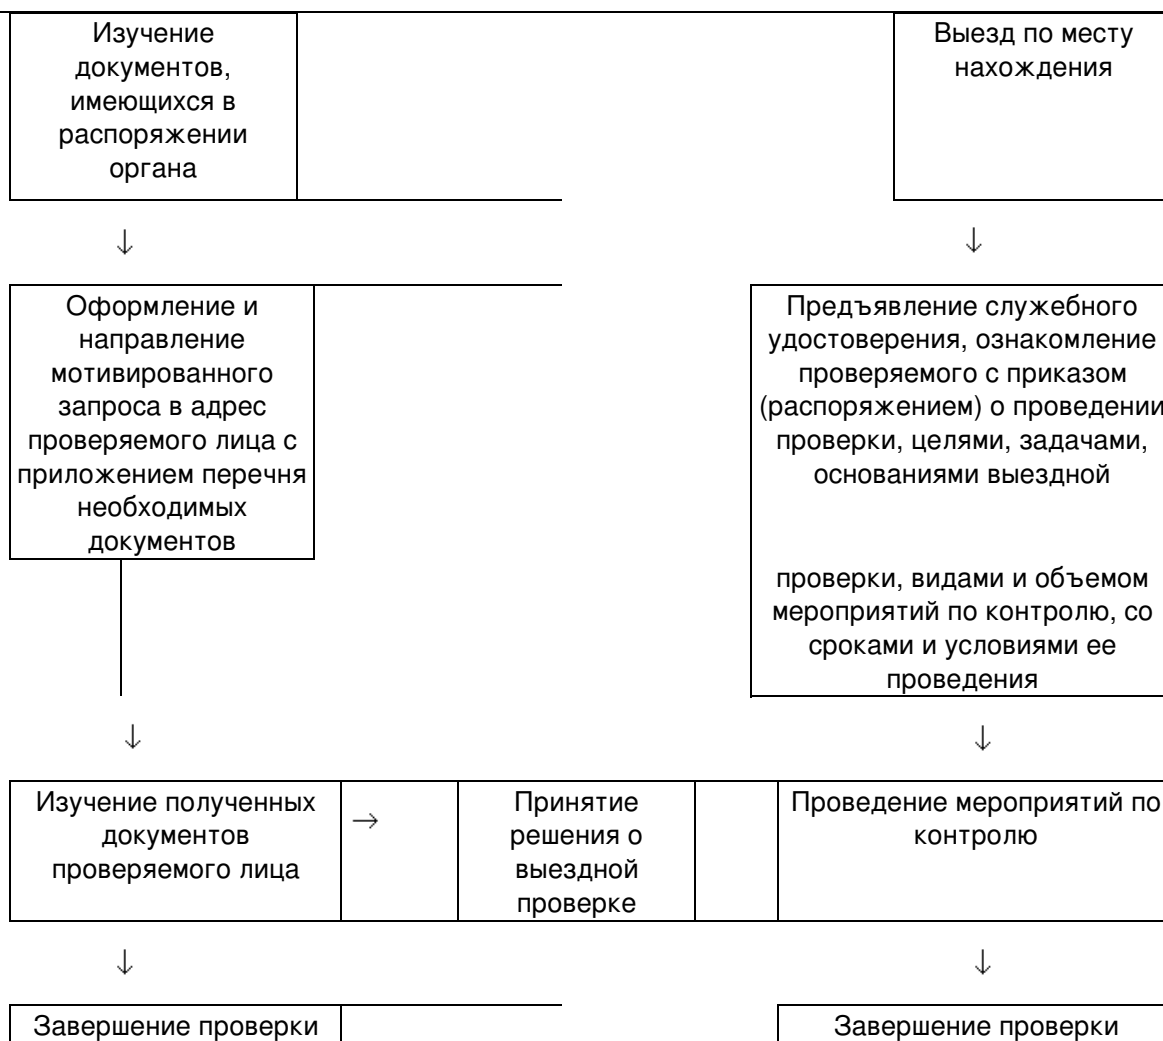 Изучение
документов,
имеющихся в
распоряжении
органа
Выезд по месту
нахождения
↓
↓
Оформление и
направление
мотивированного
запроса в адрес
проверяемого лица с
приложением перечня
необходимых
документов
Предъявление служебного
удостоверения, ознакомление
проверяемого с приказом
(распоряжением) о проведении
проверки, целями, задачами,
основаниями выездной
проверки, видами и объемом
мероприятий по контролю, со
сроками и условиями ее
проведения
↓
↓
Изучение полученных
документов
проверяемого лица
→
Принятие
решения о
выездной
проверке
Проведение мероприятий по
контролю
↓
↓
Завершение проверки
Завершение проверки